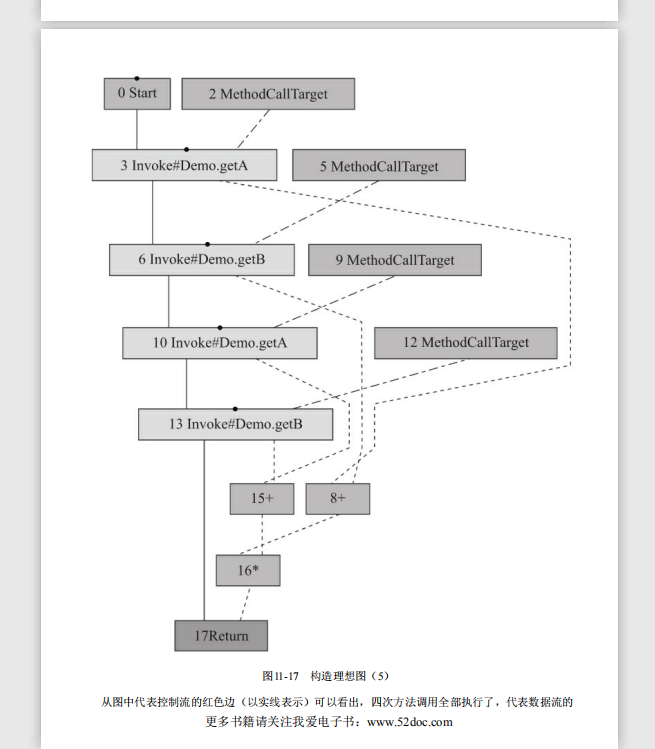 0 Start
2 MethodCallTarget
3 Invoke#Demo.getA
5 MethodCallTarget
6 Invoke#Demo.getB
9 MethodCallTarget
10 Invoke#Demo.getA
12 MethodCallTarget
13 Invoke#Demo.getB
15+
8+
16*
17Return
图11-17 构造理想图（5）
从图中代表控制流的红色边（以实线表示）可以看出，四次方法调用全部执行了，代表数据流的
更多书籍请关注我爱电子书：www.52doc.com